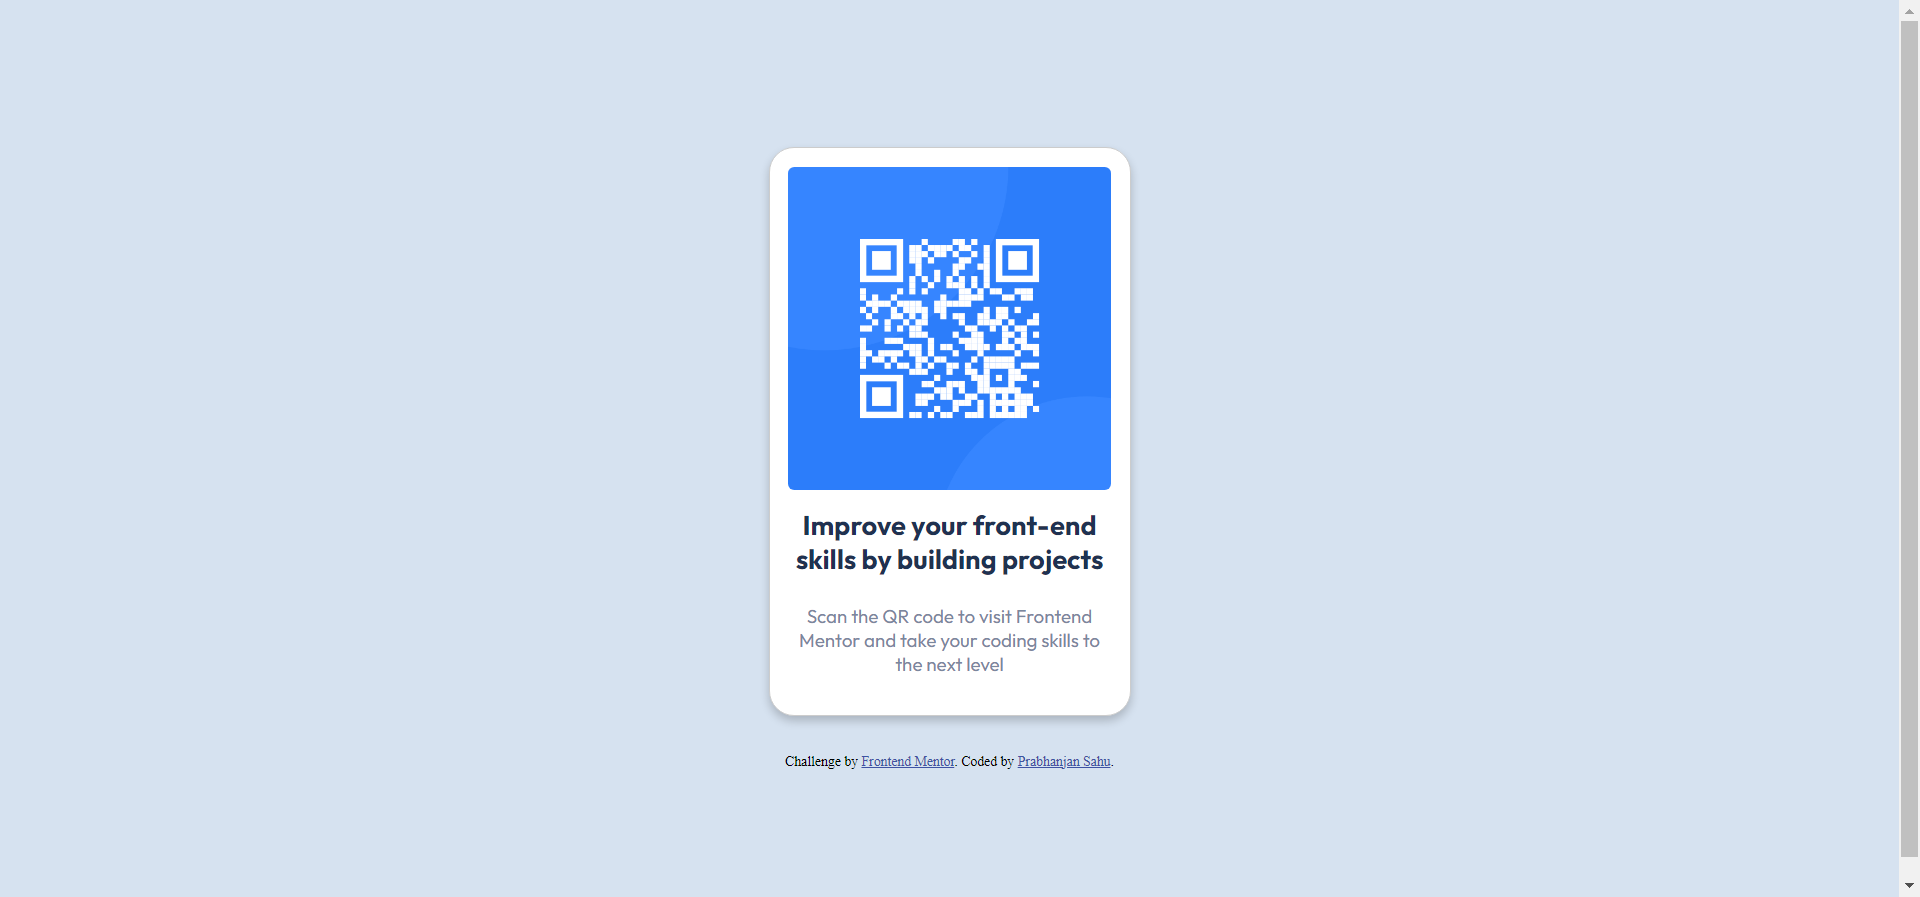 Improve your front-end
skills by building projects
Scan the QR code to visit Frontend
Mentor and take your coding skills to
the next level
Challenge by Frontend Mentor. Coded by Prabhanjan Sahu.